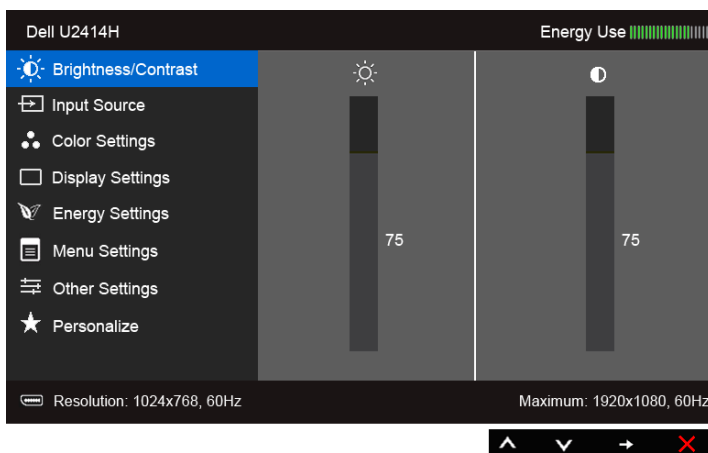 Dell U2414H
Energy Use
Brightness/Contrast
Input Source
Color Settings
Display Settings
Energy Settings
Menu Settings
Other Settings
Personalize
75
75
Resolution: 1024x768, 60Hz
Maximum: 1920x1080, 60Hz